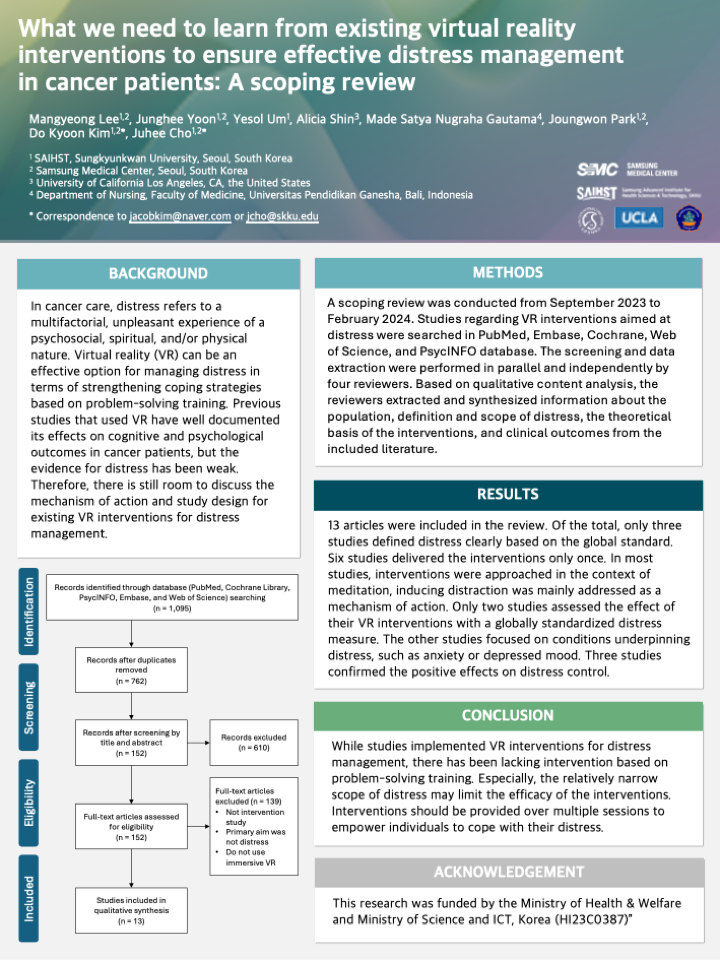 What we need to learn from existing virtual reality
interventions to ensure effective distress management
in cancer patients: A scoping review
Mangyeong Lee1,2, Junghee Yoon1,2, Yesol Um1, Alicia Shin3, Made Satya Nugraha Gautama4, Joungwon Park1,2,
Do Kyoon Kim1,2*, Juhee Cho1,2*
1 SAIHST, Sungkyunkwan University, Seoul, South Korea
2 Samsung Medical Center, Seoul, South Korea
3 University of California Los Angeles, CA, the United States
4 Department of Nursing, Faculty of Medicine, Universitas Pendidikan Ganesha, Bali, Indonesia
* Correspondence to jacobkim@naver.com or jcho@skku.edu
SMC SAMSUNG
MEDICAL CENTER
SAIHST Samsung Advanced Institute for
Health Sciences & Technology, SKKU
UCLA
BACKGROUND
In cancer care, distress refers to a
multifactorial, unpleasant experience of a
psychosocial, spiritual, and/or physical
nature. Virtual reality (VR) can be an
effective option for managing distress in
terms of strengthening coping strategies
based on problem-solving training. Previous
studies that used VR have well documented
its effects on cognitive and psychological
outcomes in cancer patients, but the
evidence for distress has been weak.
Therefore, there is still room to discuss the
mechanism of action and study design for
existing VR interventions for distress
management.
Identification
Records identified through database (PubMed, Cochrane Library,
PsycINFO, Embase, and Web of Science) searching
(n = 1,095)
Screening
Records after duplicates
removed
(n = 762)
Records after screening by
title and abstract
(n = 152)
Records excluded
(n = 610)
Eligibility
Full-text articles assessed
for eligibility
(n = 152)
Full-text articles
excluded (n = 139)
• Not intervention
study
• Primary aim was
not distress
• Do not use
immersive VR
Included
Studies included in
qualitative synthesis
(n = 13)
METHODS
A scoping review was conducted from September 2023 to
February 2024. Studies regarding VR interventions aimed at
distress were searched in PubMed, Embase, Cochrane, Web
of Science, and PsycINFO database. The screening and data
extraction were performed in parallel and independently by
four reviewers. Based on qualitative content analysis, the
reviewers extracted and synthesized information about the
population, definition and scope of distress, the theoretical
basis of the interventions, and clinical outcomes from the
included literature.
RESULTS
13 articles were included in the review. Of the total, only three
studies defined distress clearly based on the global standard.
Six studies delivered the interventions only once. In most
studies, interventions were approached in the context of
meditation, inducing distraction was mainly addressed as a
mechanism of action. Only two studies assessed the effect of
their VR interventions with a globally standardized distress
measure. The other studies focused on conditions underpinning
distress, such as anxiety or depressed mood. Three studies
confirmed the positive effects on distress control.
CONCLUSION
While studies implemented VR interventions for distress
management, there has been lacking intervention based on
problem-solving training. Especially, the relatively narrow
scope of distress may limit the efficacy of the interventions.
Interventions should be provided over multiple sessions to
empower individuals to cope with their distress.
ACKNOWLEDGEMENT
This research was funded by the Ministry of Health & Welfare
and Ministry of Science and ICT, Korea (HI23C0387)"